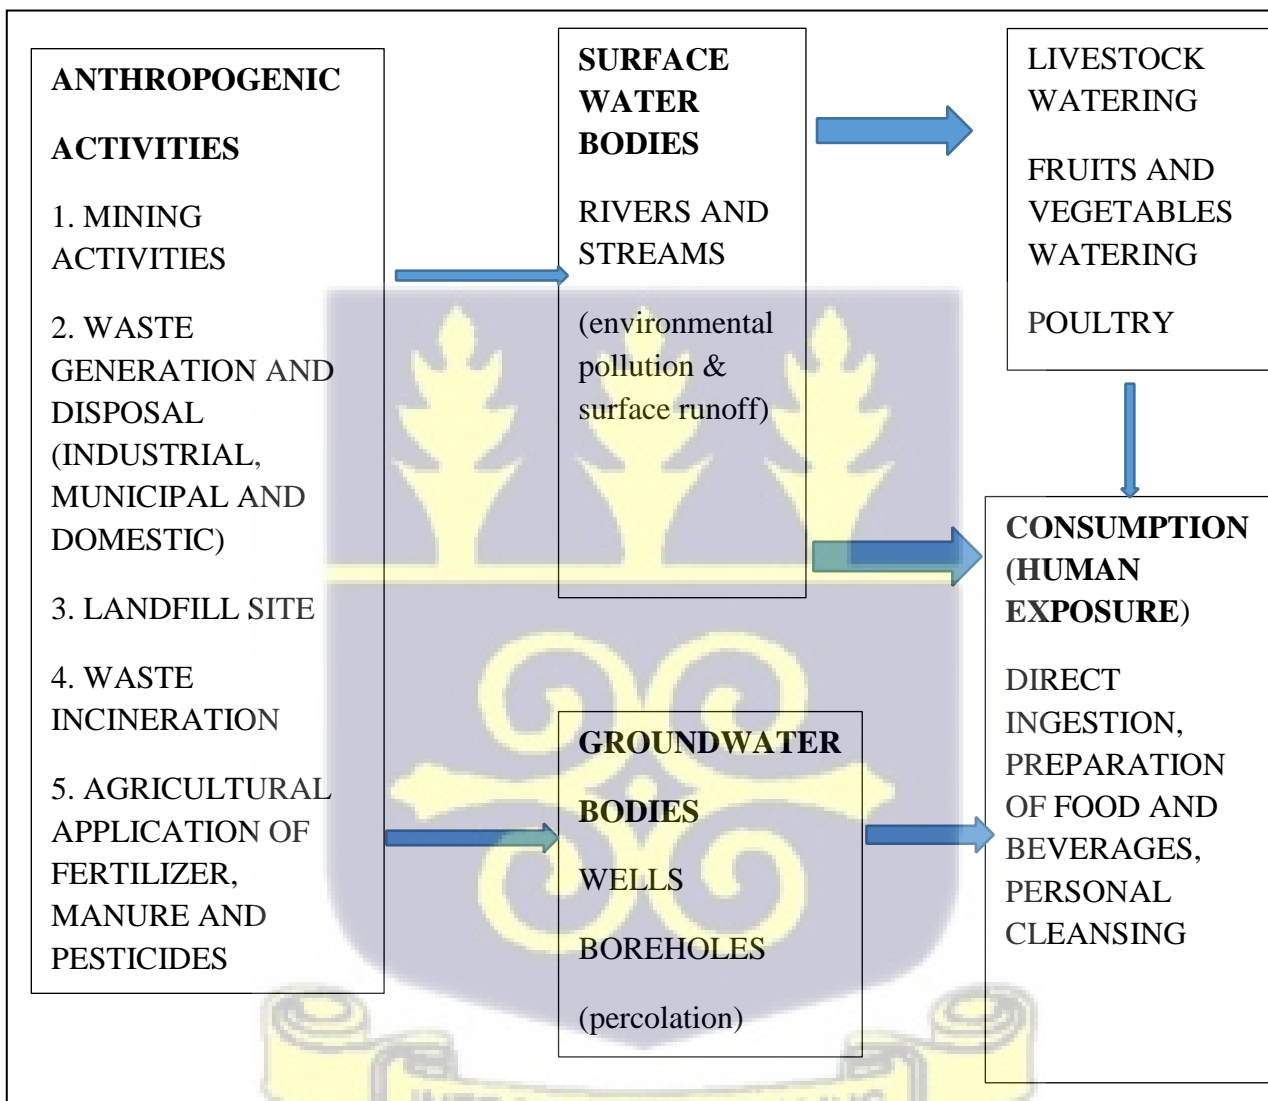 ANTHROPOGENIC
ACTIVITIES
1. MINING
ACTIVITIES
2. WASTE
GENERATION AND
DISPOSAL
(INDUSTRIAL,
MUNICIPAL AND
DOMESTIC)
3. LANDFILL SITE
4. WASTE
INCINERATION
5. AGRICULTURAL
APPLICATION OF
FERTILIZER,
MANURE AND
PESTICIDES
SURFACE
WATER
BODIES
RIVERS AND
STREAMS
(environmental
pollution &
surface runoff)
GROUNDWATER
BODIES
WELLS
BOREHOLES
(percolation)
LIVESTOCK
WATERING
FRUITS AND
VEGETABLES
WATERING
POULTRY
CONSUMPTION
(HUMAN
EXPOSURE)
DIRECT
INGESTION,
PREPARATION
OF FOOD AND
BEVERAGES,
PERSONAL
CLEANSING